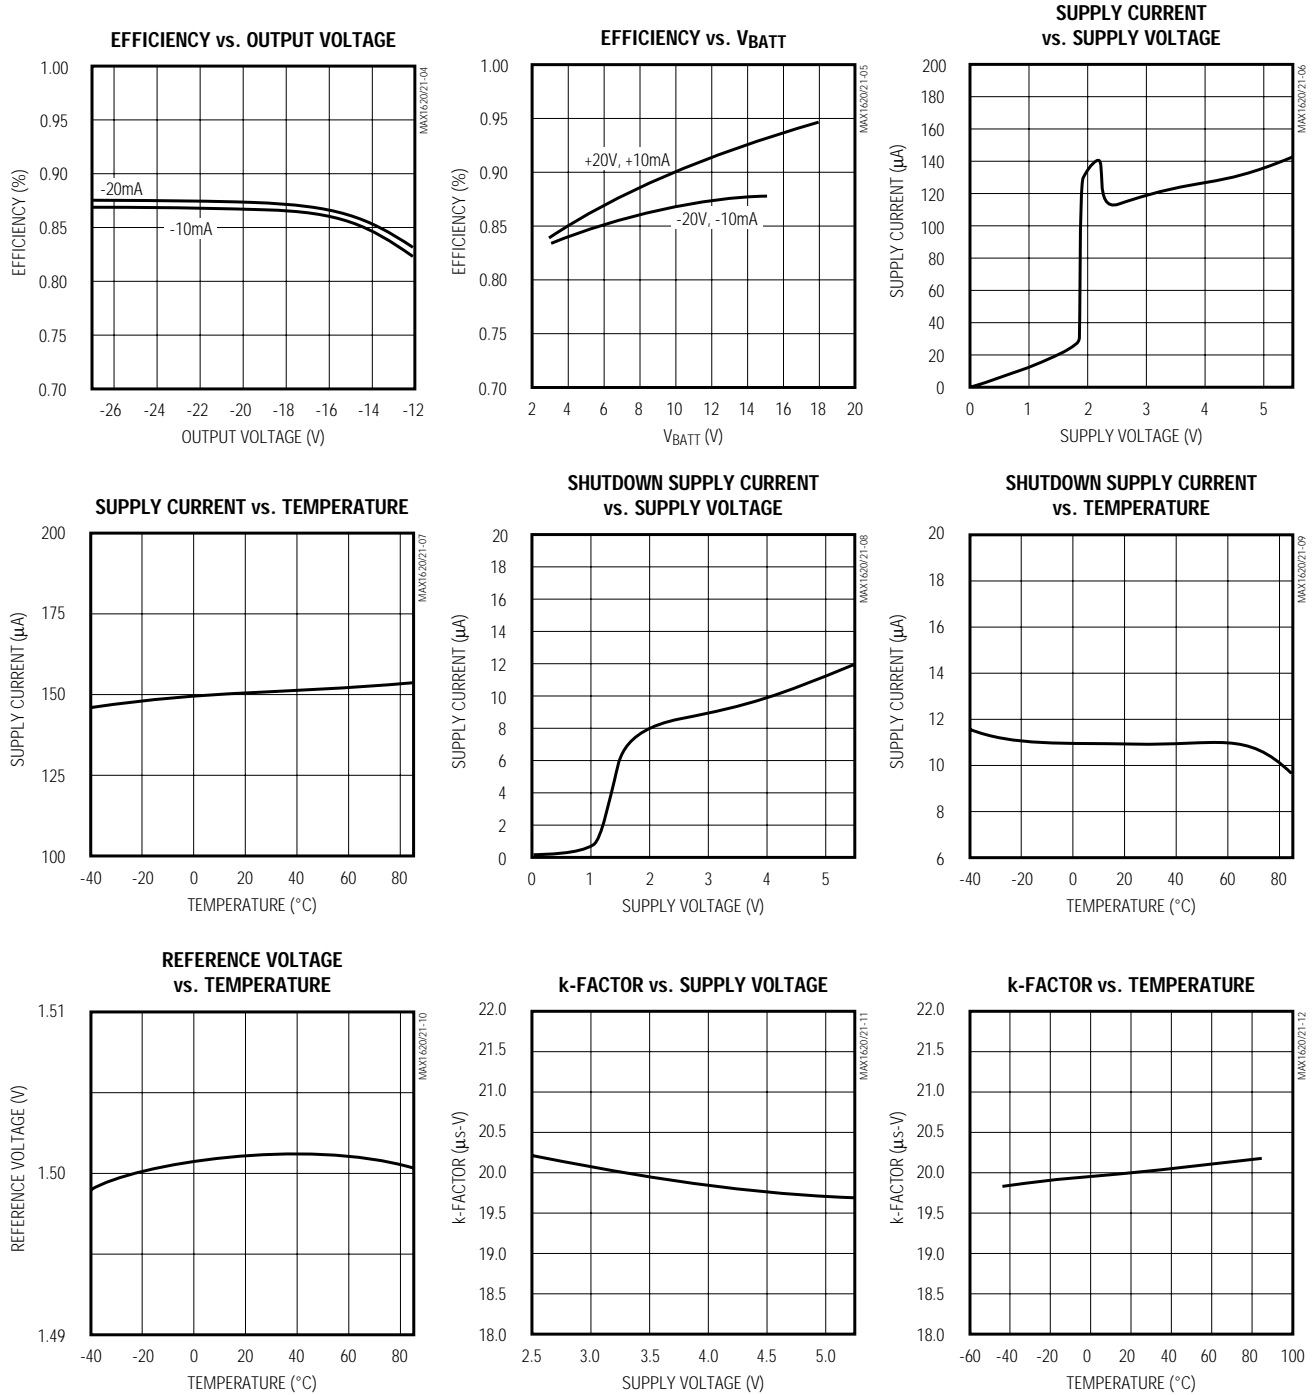 EFFICIENCY vs. OUTPUT VOLTAGE
1.00
0.95
0.90
0.85
0.80
0.75
0.70
EFFICIENCY (%)
-20mA
-10mA
-26 -24 -22 -20 -18 -16 -14 -12
OUTPUT VOLTAGE (V)
MAX1620/21-04
EFFICIENCY vs. VBATT
1.00
0.95
0.90
0.85
0.80
0.75
0.70
EFFICIENCY (%)
+20V, +10mA
-20V, -10mA
2 4 6 8 10 12 14 16 18 20
VBATT (V)
MAX1620/21-05
SUPPLY CURRENT
vs. SUPPLY VOLTAGE
200
180
160
140
120
100
80
60
40
20
0
SUPPLY CURRENT (µA)
0 1 2 3 4 5
SUPPLY VOLTAGE (V)
MAX1620/21-06
SUPPLY CURRENT vs. TEMPERATURE
200
175
150
125
100
SUPPLY CURRENT (µA)
-40 -20 0 20 40 60 80
TEMPERATURE (°C)
MAX1620/21-07
SHUTDOWN SUPPLY CURRENT
vs. SUPPLY VOLTAGE
20
18
16
14
12
10
8
6
4
2
0
SUPPLY CURRENT (µA)
0 1 2 3 4 5
SUPPLY VOLTAGE (V)
MAX1620/21-08
SHUTDOWN SUPPLY CURRENT
vs. TEMPERATURE
20
18
16
14
12
10
8
6
SUPPLY CURRENT (µA)
-40 -20 0 20 40 60 80
TEMPERATURE (°C)
MAX1620/21-09
REFERENCE VOLTAGE
vs. TEMPERATURE
1.51
1.50
1.49
REFERENCE VOLTAGE (V)
-40 -20 0 20 40 60 80
TEMPERATURE (°C)
MAX1620/21-10
k-FACTOR vs. SUPPLY VOLTAGE
22.0
21.5
21.0
20.5
20.0
19.5
19.0
18.5
18.0
k-FACTOR (µs-V)
2.5 3.0 3.5 4.0 4.5 5.0
SUPPLY VOLTAGE (V)
MAX1620/21-11
k-FACTOR vs. TEMPERATURE
22.0
21.5
21.0
20.5
20.0
19.5
19.0
18.5
18.0
k-FACTOR (µs-V)
-60 -40 -20 0 20 40 60 80 100
TEMPERATURE (°C)
MAX1620/21-12